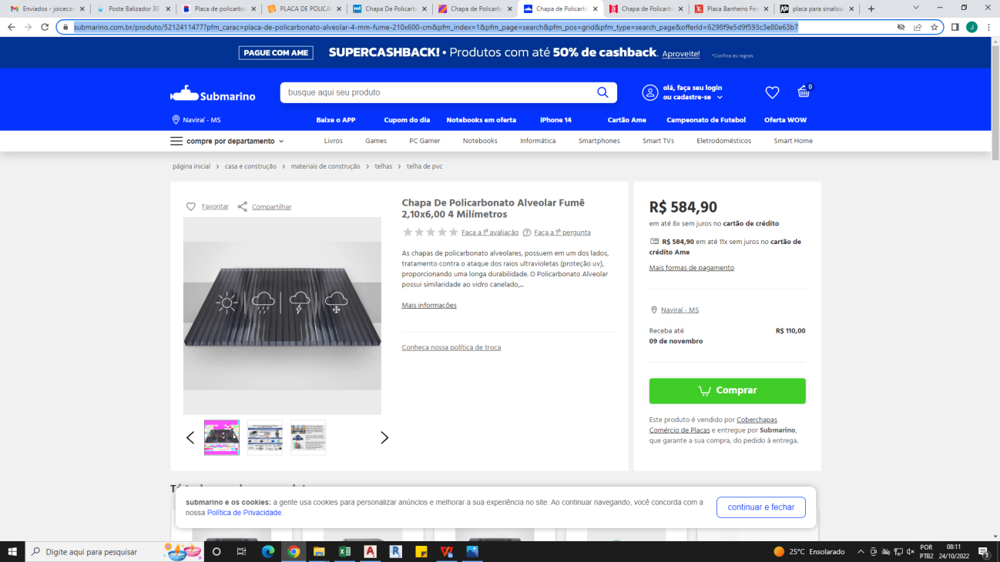 Enviados - joicecar
Poste Balizador 30
Placa de policarbon
PLACA DE POLICAR
Chapa De Policarbo
Chapa de Policarbo
Chapa de Policarbo
Chapa de Policarbo
Placa Banheiro Fem
placa para sinaliza
submarino.com.br/produto/5212411477?pfm_carac=placa-de-policarbonato-alveolar-4-mm-fume-210x600-cm&pfm_index=1&pfm_page=search&pfm_pos=grid&pfm_type=search_page&offerId=6298f9e5d9f593c3e80e63b7
J
PAGUE COM AME
SUPERCASHBACK! • Produtos com até 50% de cashback. Aproveite! *Confira as regras
Submarino
busque aqui seu produto
olá, faça seu login
ou cadastre-se
0
Naviraí - MS
Baixe o APP
Cupom do dia
Notebooks em oferta
iPhone 14
Cartão Ame
Campeonato de Futebol
Oferta WOW
compre por departamento
Livros
Games
PC Gamer
Notebooks
Informática
Smartphones
Smart TVs
Eletrodomésticos
Smart Home
página inicial > casa e construção > materiais de construção > telhas > telha de pvc
Favoritar
Compartilhar
Chapa De Policarbonato Alveolar Fumê
2,10x6,00 4 Milímetros
Faça a 1ª avaliação
Faça a 1ª pergunta
As chapas de policarbonato alveolares, possuem em um dos lados,
tratamento contra o ataque dos raios ultravioletas (proteção uv),
proporcionando uma longa durabilidade. O Policarbonato Alveolar
possui similaridade ao vidro canelado,...
Mais informações
Conheça nossa política de troca
R$ 584,90
em até 8x sem juros no cartão de crédito
R$ 584,90 em até 11x sem juros no cartão de
crédito Ame
Mais formas de pagamento
Naviraí - MS
Receba até R$ 110,00
09 de novembro
Comprar
Este produto é vendido por Coberchapas
Comércio de Placas e entregue por Submarino,
que garante a sua compra, do pedido à entrega.
submarino e os cookies: a gente usa cookies para personalizar anúncios e melhorar a sua experiência no site. Ao continuar navegando, você concorda com a
nossa Política de Privacidade.
continuar e fechar
Digite aqui para pesquisar
25°C Ensolarado
POR
PTB2
08:11
24/10/2022
3